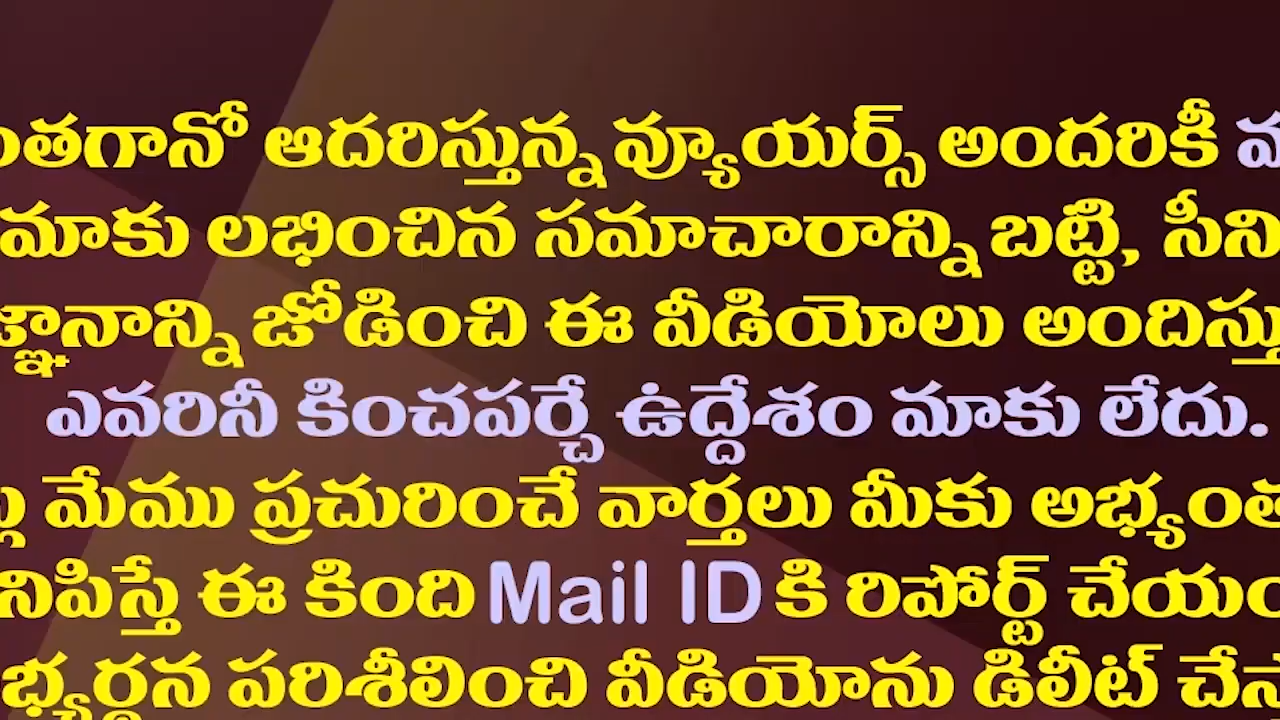 ంతగానో ఆదరిస్తున్న వ్యూయర్స్ అందరికీ
మాకు లభించిన సమాచారాన్ని బట్టి, సీని
జ్ఞానాన్ని జోడించి ఈ వీడియోలు అందిస్తు
ఎవరినీ కించపర్చే ఉద్దేశం మాకు లేదు.
మేము ప్రచురించే వార్తలు మీకు అభ్యంత
నిపిస్తే ఈ కింది Mail ID కి రిపోర్ట్ చేయం
భ్యర్థన పరిశీలించి వీడియోను డిలీట్ చేస